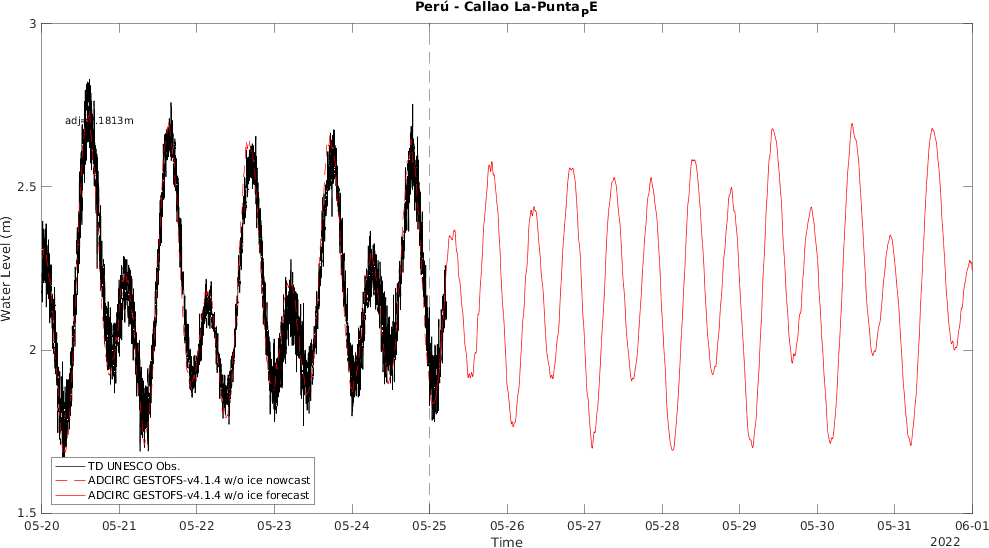 Perú - Callao La-PuntaPE
Water Level (m)
3
2.5
2
1.5
.1813m
TD UNESCO Obs.
ADCIRC GESTOFS-v4.1.4 w/o ice nowcast
ADCIRC GESTOFS-v4.1.4 w/o ice forecast
05-20 05-21 05-22 05-23 05-24 05-25 05-26 05-27 05-28 05-29 05-30 05-31 06-01
Time
2022